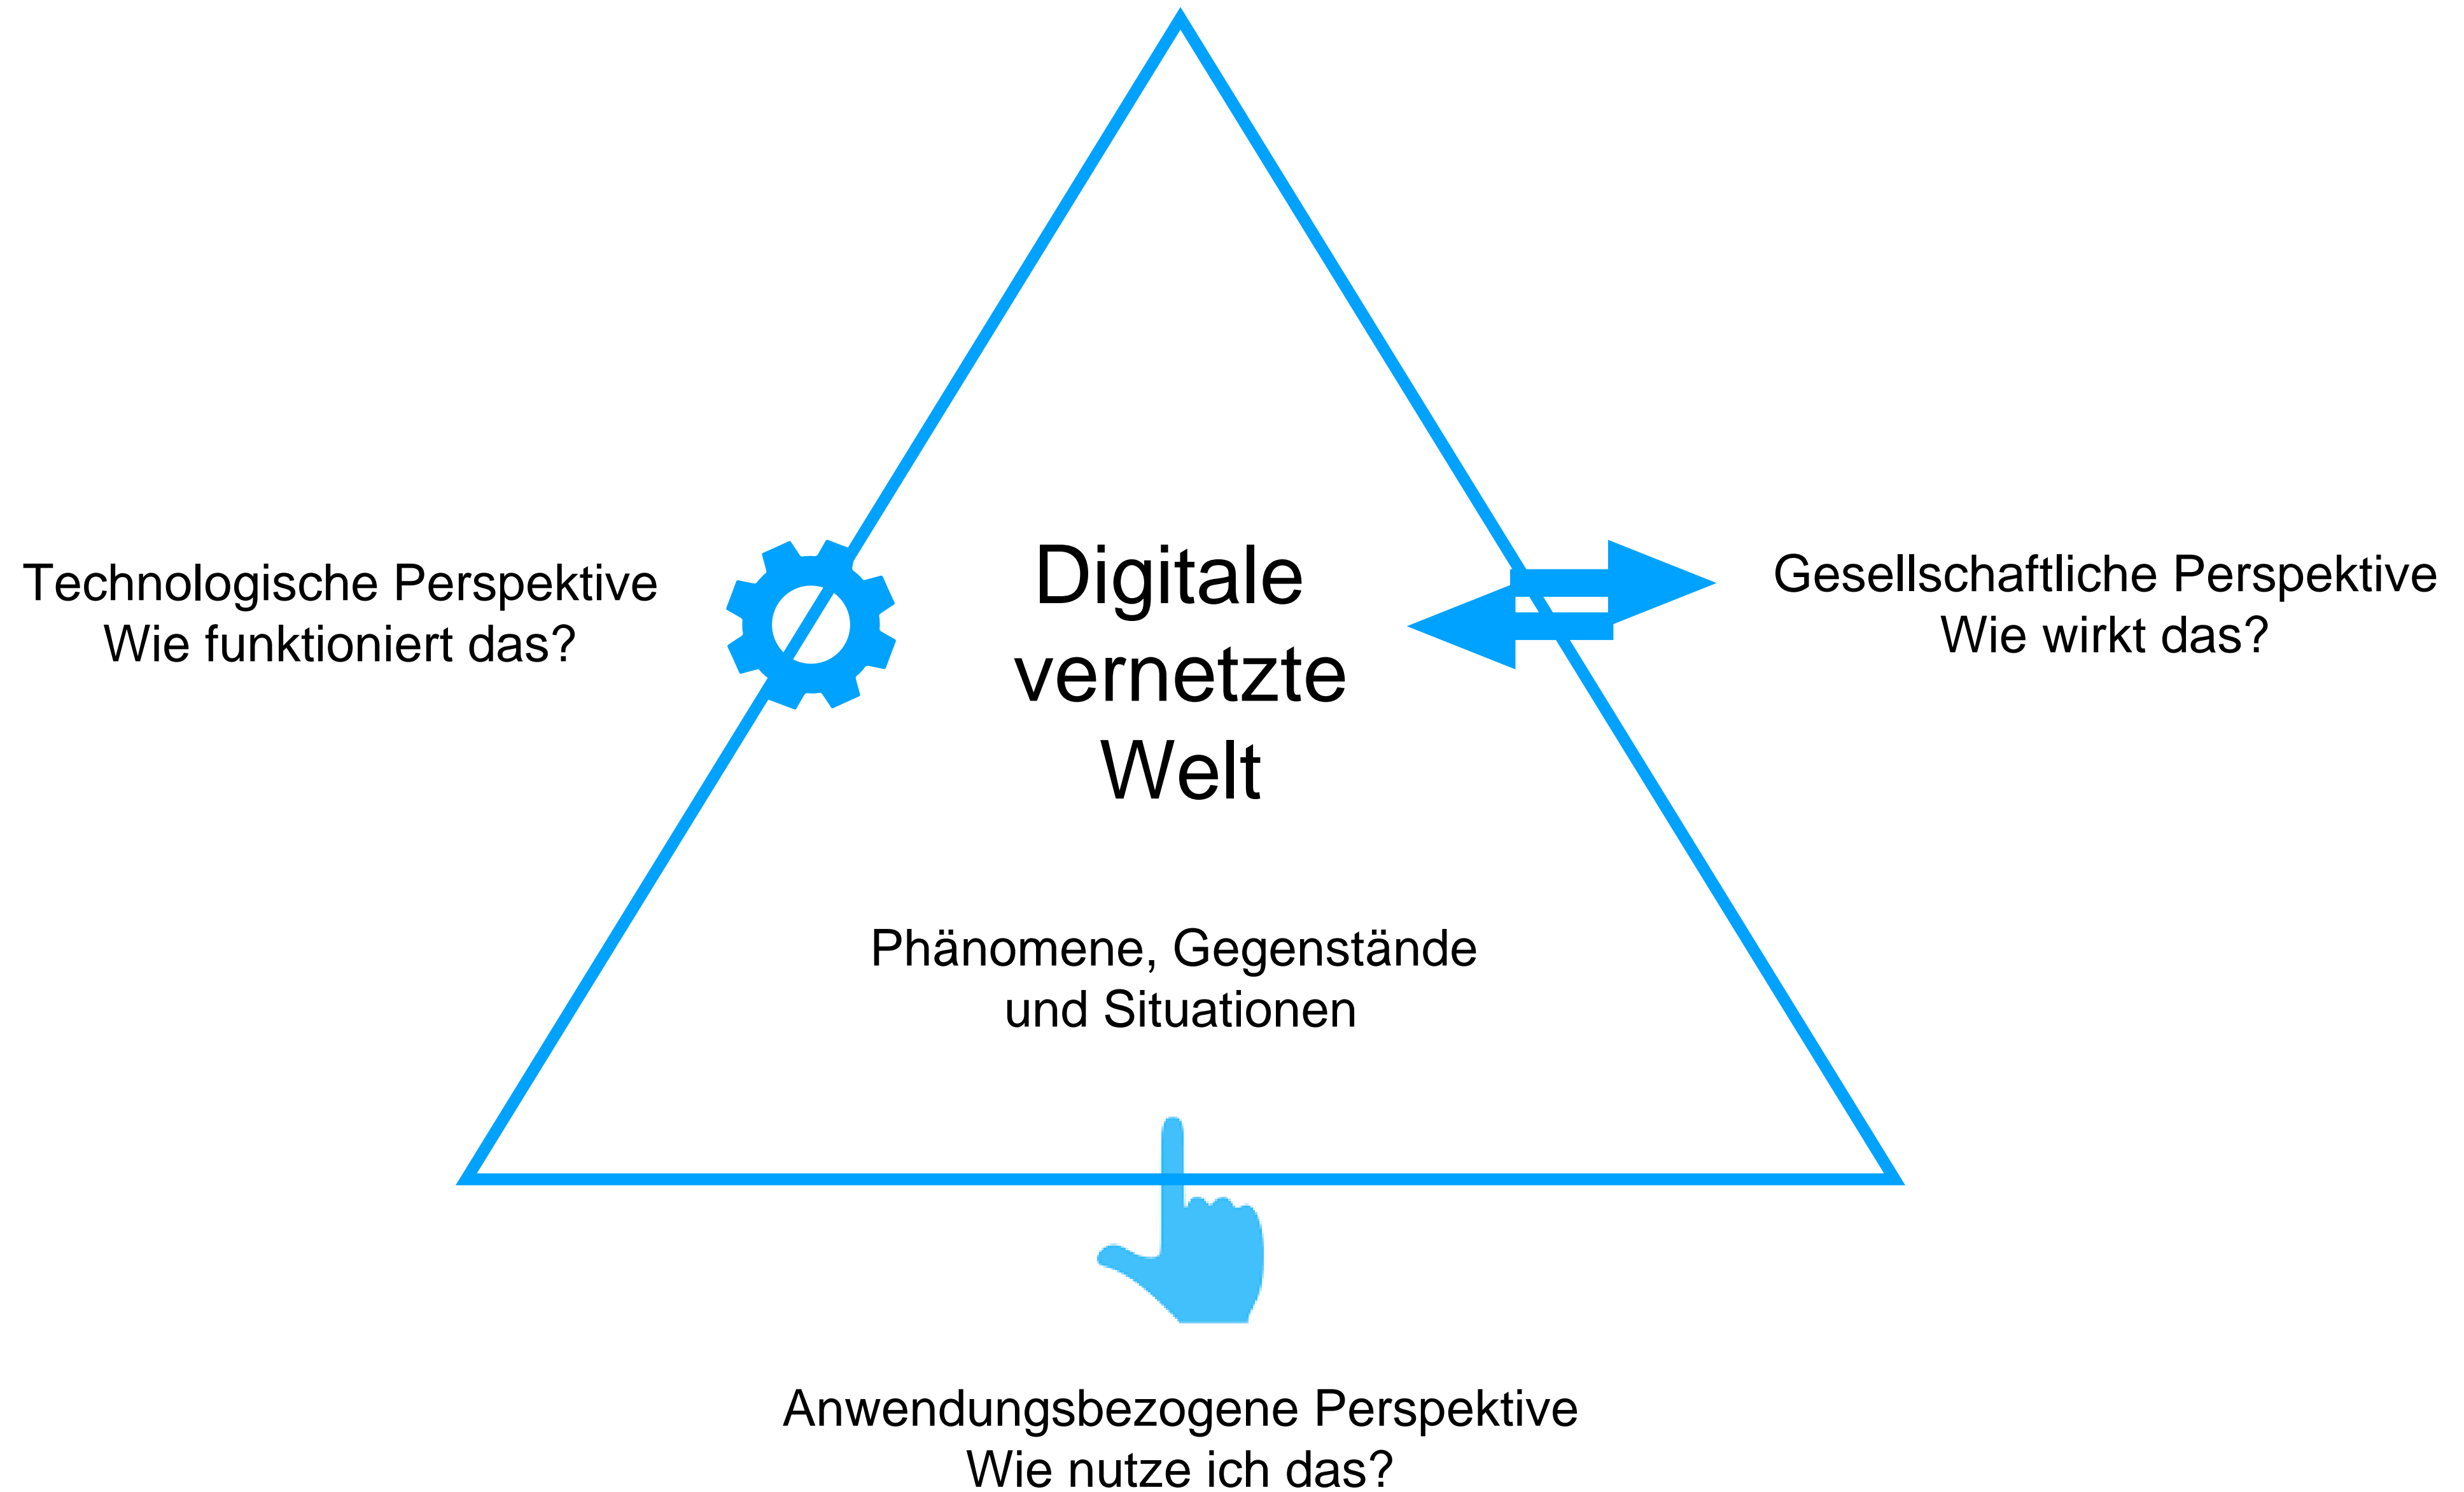 Digitale
vernetzte
Welt
Technologische Perspektive
Wie funktioniert das?
Gesellschaftliche Perspektive
Wie wirkt das?
Phänomene, Gegenstände
und Situationen
Anwendungsbezogene Perspektive
Wie nutze ich das?